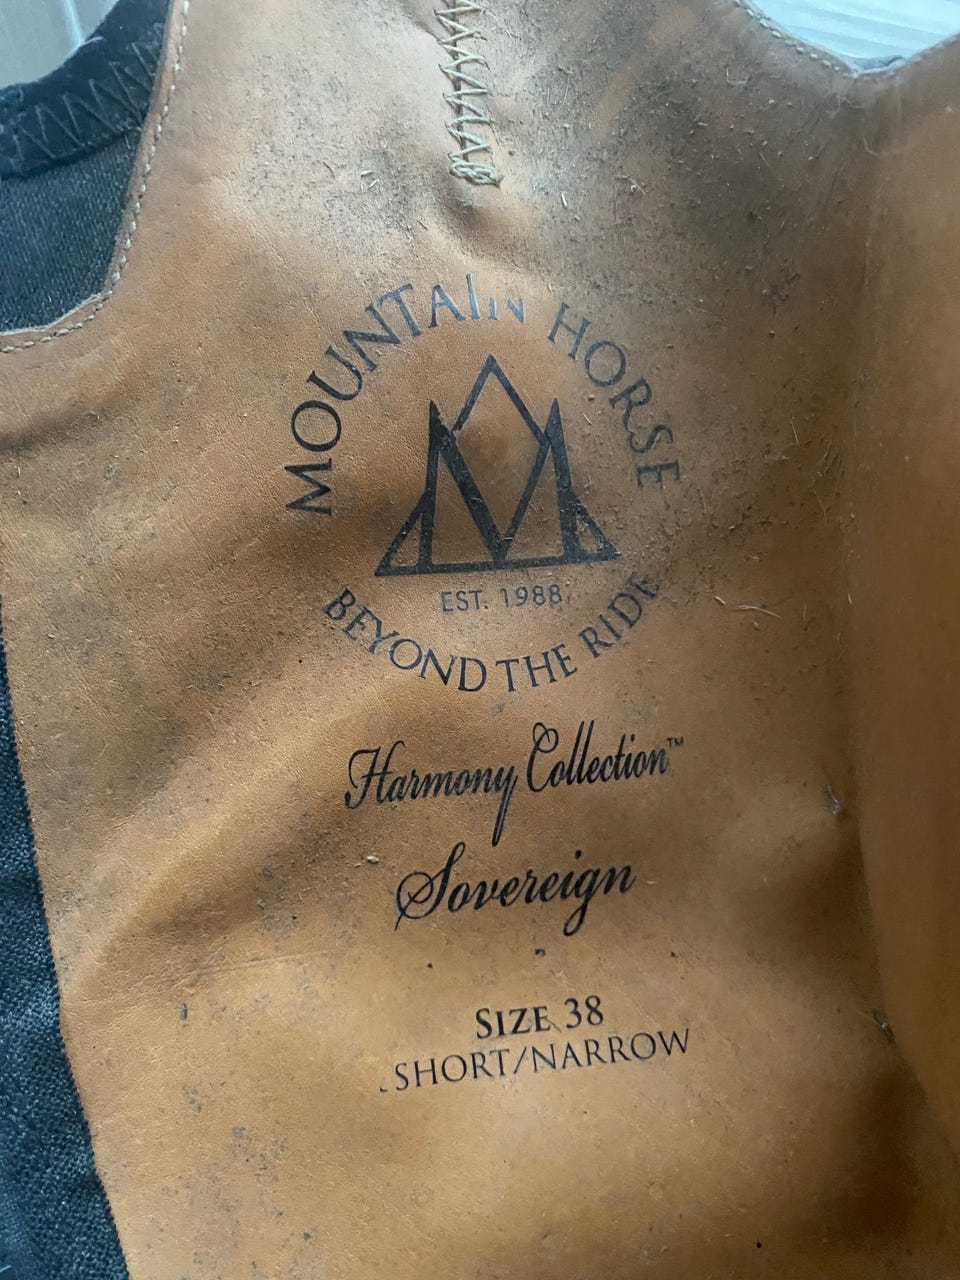 MOUNTAIN HORSE
EST. 1988
BEYOND THE RIDE
Harmony Collection™
Sovereign
SIZE 38
SHORT/NARROW